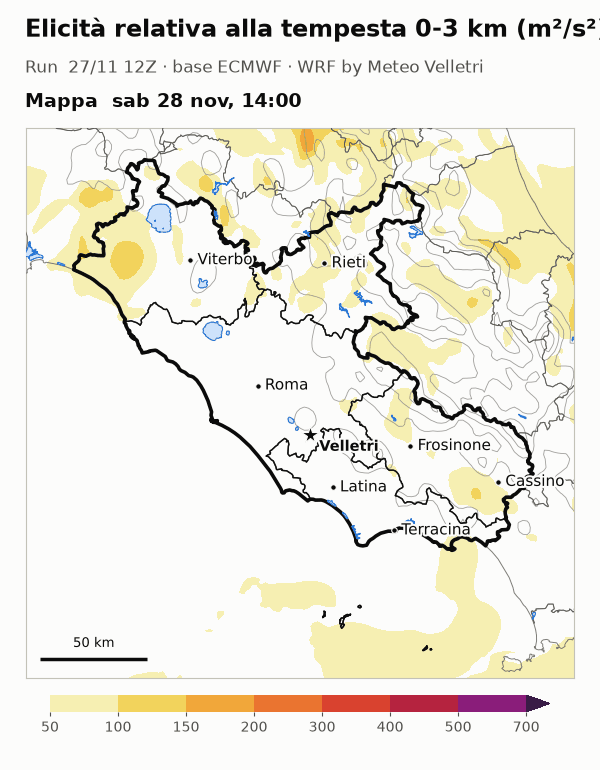 Elicità relativa alla tempesta 0-3 km (m²/s²)
Run 27/11 12Z · base ECMWF · WRF by Meteo Velletri
Mappa sab 28 nov, 14:00
Viterbo
Rieti
Roma
Velletri
Frosinone
Cassino
Latina
Terracina
50 km
50 100 150 200 300 400 500 700